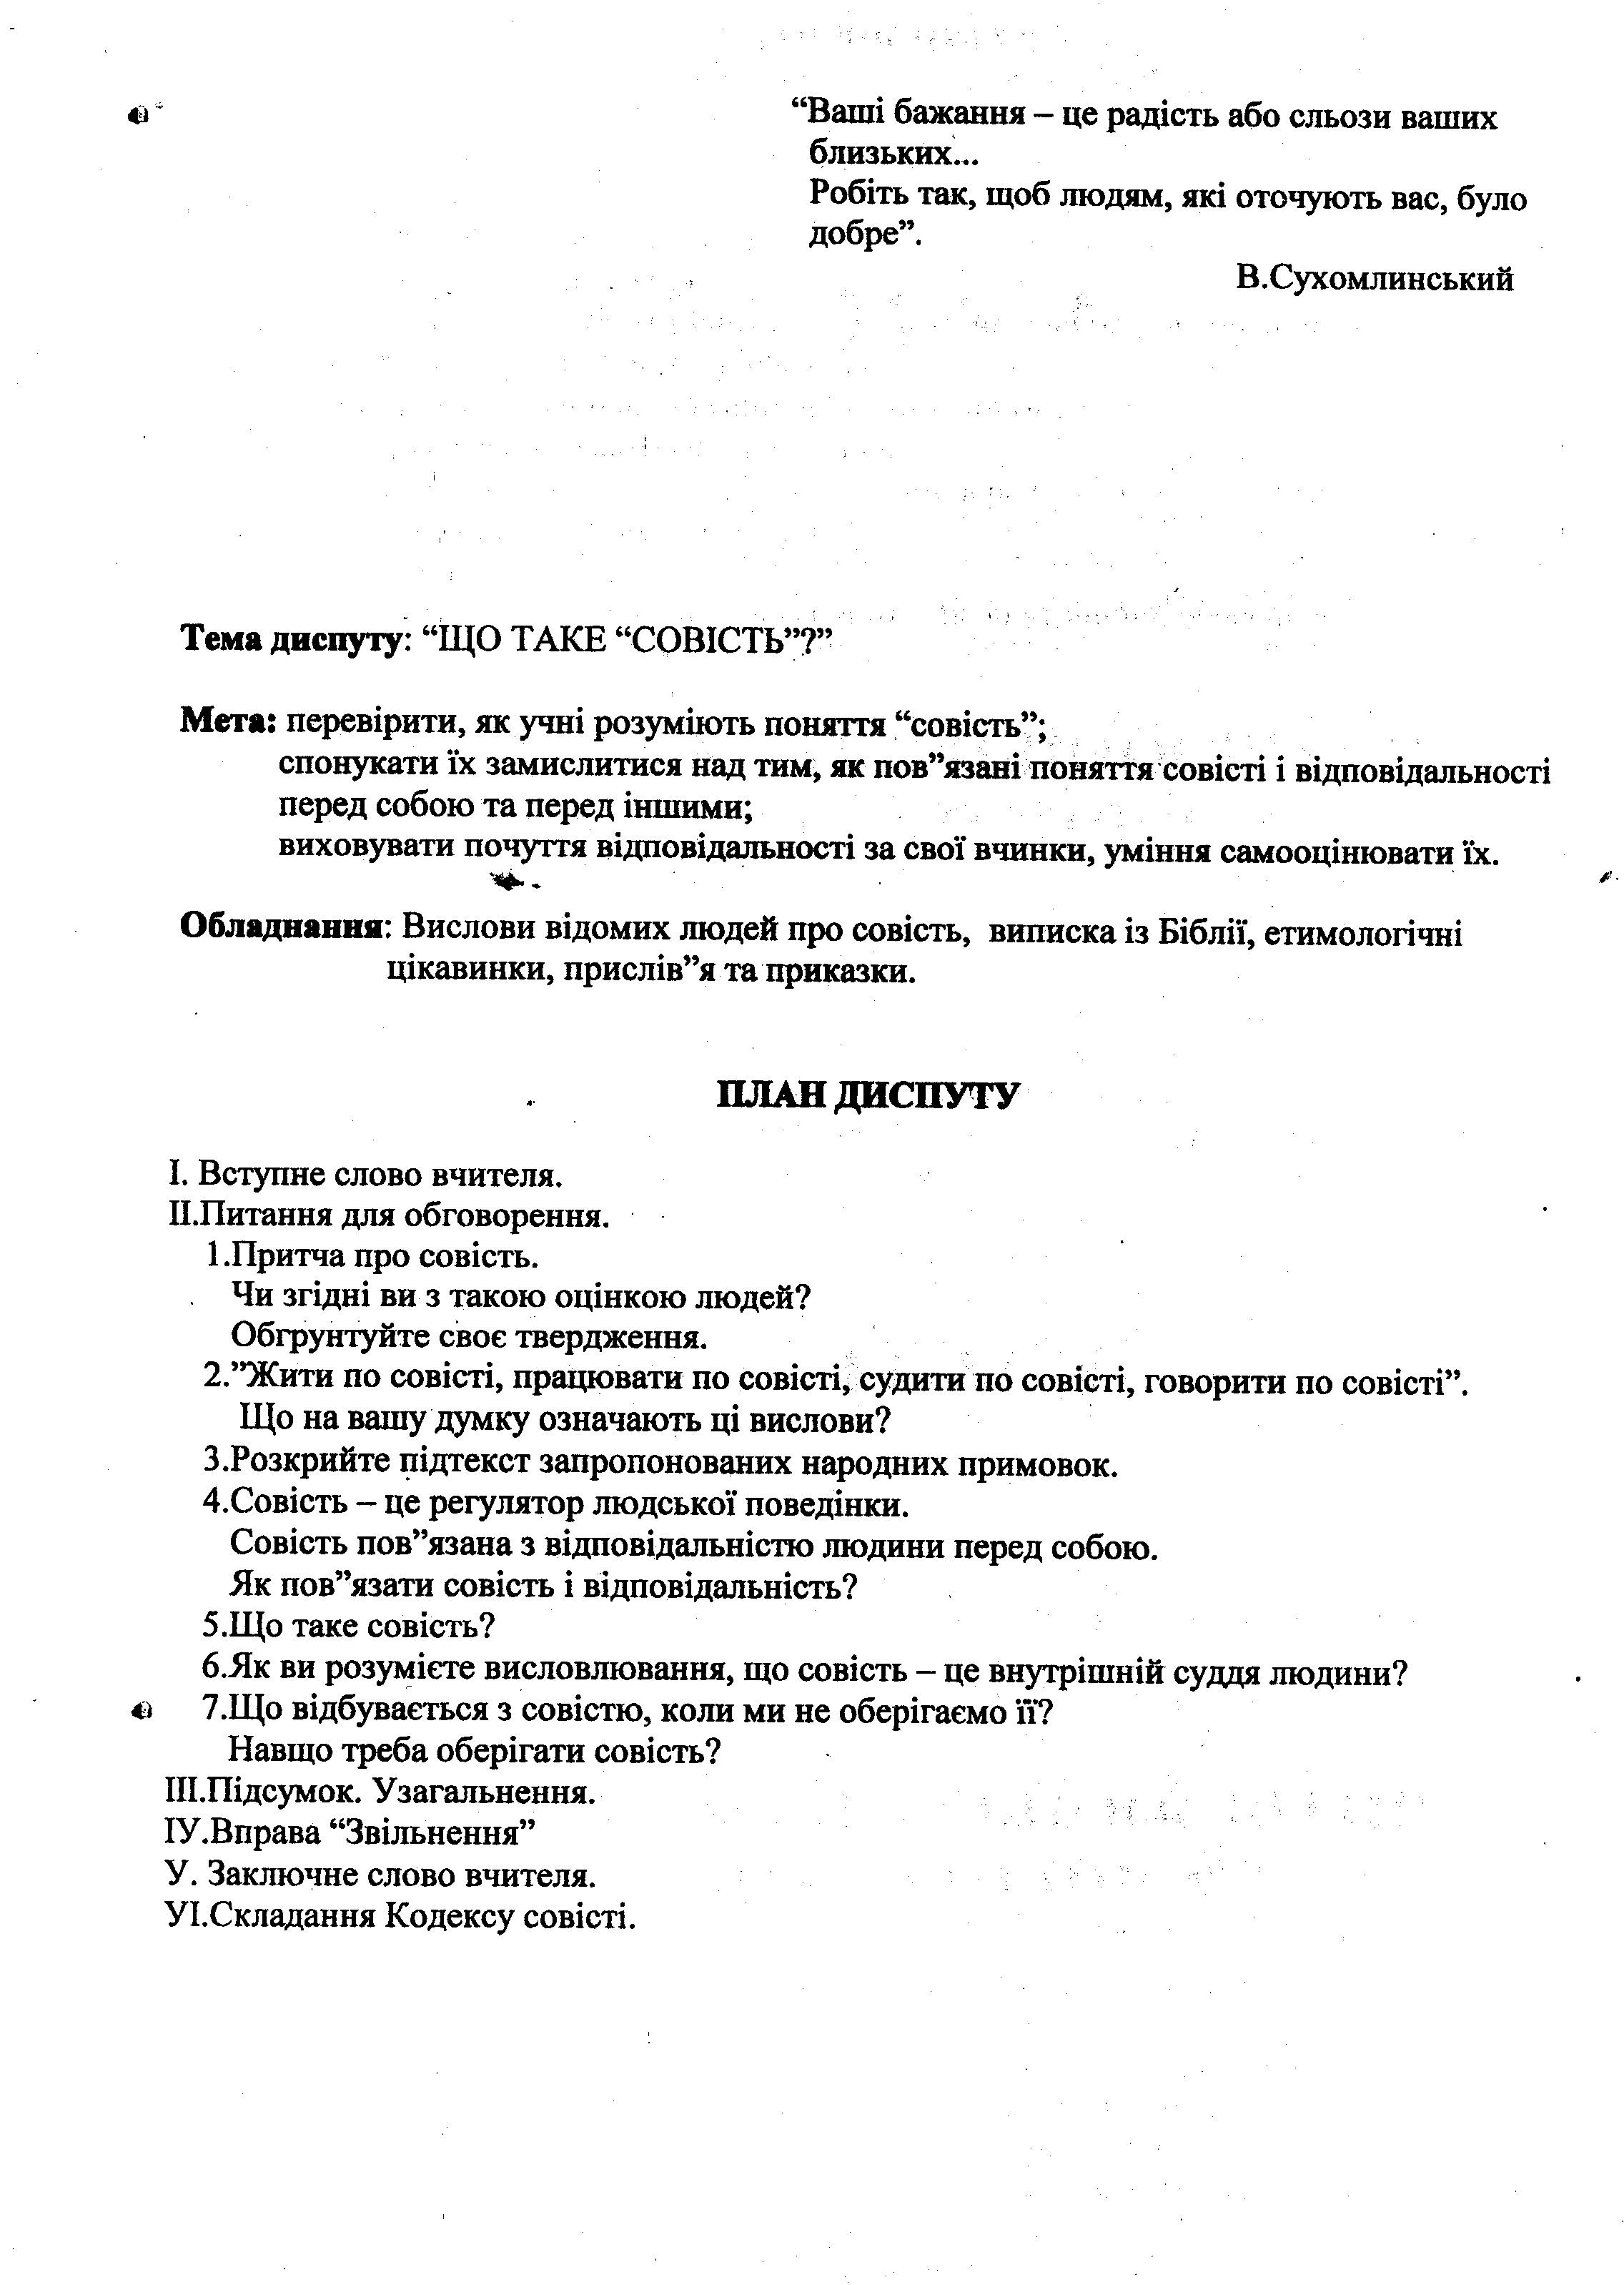 “Ваші бажання – це радість або сльози ваших
близьких...
Робіть так, щоб людям, які оточують вас, було
добре”.
В.Сухомлинський
Тема диспуту: “ЩО ТАКЕ “СОВІСТЬ”?”
Мета: перевірити, як учні розуміють поняття “совість”;
спонукати їх замислитися над тим, як пов”язані поняття совісті і відповідальності
перед собою та перед іншими;
виховувати почуття відповідальності за свої вчинки, уміння самооцінювати їх.
Обладнання: Вислови відомих людей про совість, виписка із Біблії, етимологічні
цікавинки, прислів”я та приказки.
ПЛАН ДИСПУТУ
І. Вступне слово вчителя.
ІІ.Питання для обговорення.
1.Притча про совість.
Чи згідні ви з такою оцінкою людей?
Обгрунтуйте своє твердження.
2.”Жити по совісті, працювати по совісті, судити по совісті, говорити по совісті”.
Що на вашу думку означають ці вислови?
3.Розкрийте підтекст запропонованих народних примовок.
4.Совість – це регулятор людської поведінки.
Совість пов”язана з відповідальністю людини перед собою.
Як пов”язати совість і відповідальність?
5.Що таке совість?
6.Як ви розумієте висловлювання, що совість – це внутрішній суддя людини?
7.Що відбувається з совістю, коли ми не оберігаємо її?
Навщо треба оберігати совість?
ІІІ.Підсумок. Узагальнення.
ІУ.Вправа “Звільнення”
У. Заключне слово вчителя.
УІ.Складання Кодексу совісті.